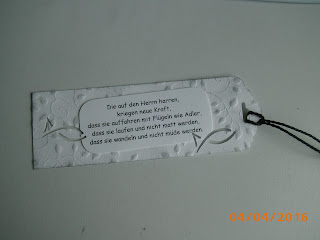 Die auf den Herrn harren,
kriegen neue Kraft,
dass sie auffahren mit Flügeln wie Adler,
dass sie laufen und nicht matt werden,
dass sie wandeln und nicht müde werden.
04/04/2016